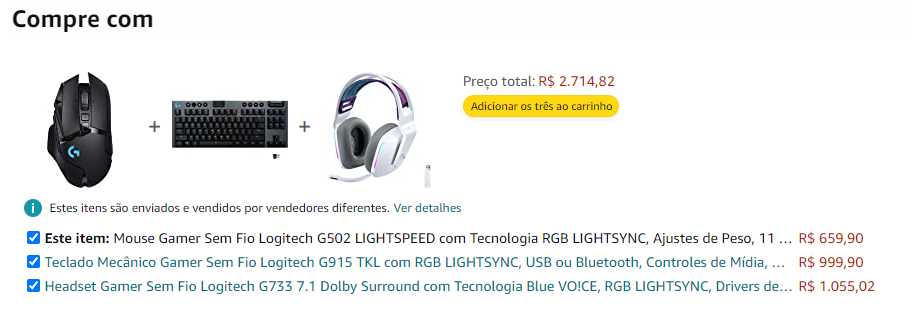 Compre com
Preço total: R$ 2.714,82
Adicionar os três ao carrinho
+ +
Estes itens são enviados e vendidos por vendedores diferentes. Ver detalhes
Este item: Mouse Gamer Sem Fio Logitech G502 LIGHTSPEED com Tecnologia RGB LIGHTSYNC, Ajustes de Peso, 11 ... R$ 659,90
Teclado Mecânico Gamer Sem Fio Logitech G915 TKL com RGB LIGHTSYNC, USB ou Bluetooth, Controles de Mídia, ... R$ 999,90
Headset Gamer Sem Fio Logitech G733 7.1 Dolby Surround com Tecnologia Blue VO!CE, RGB LIGHTSYNC, Drivers de... R$ 1.055,02